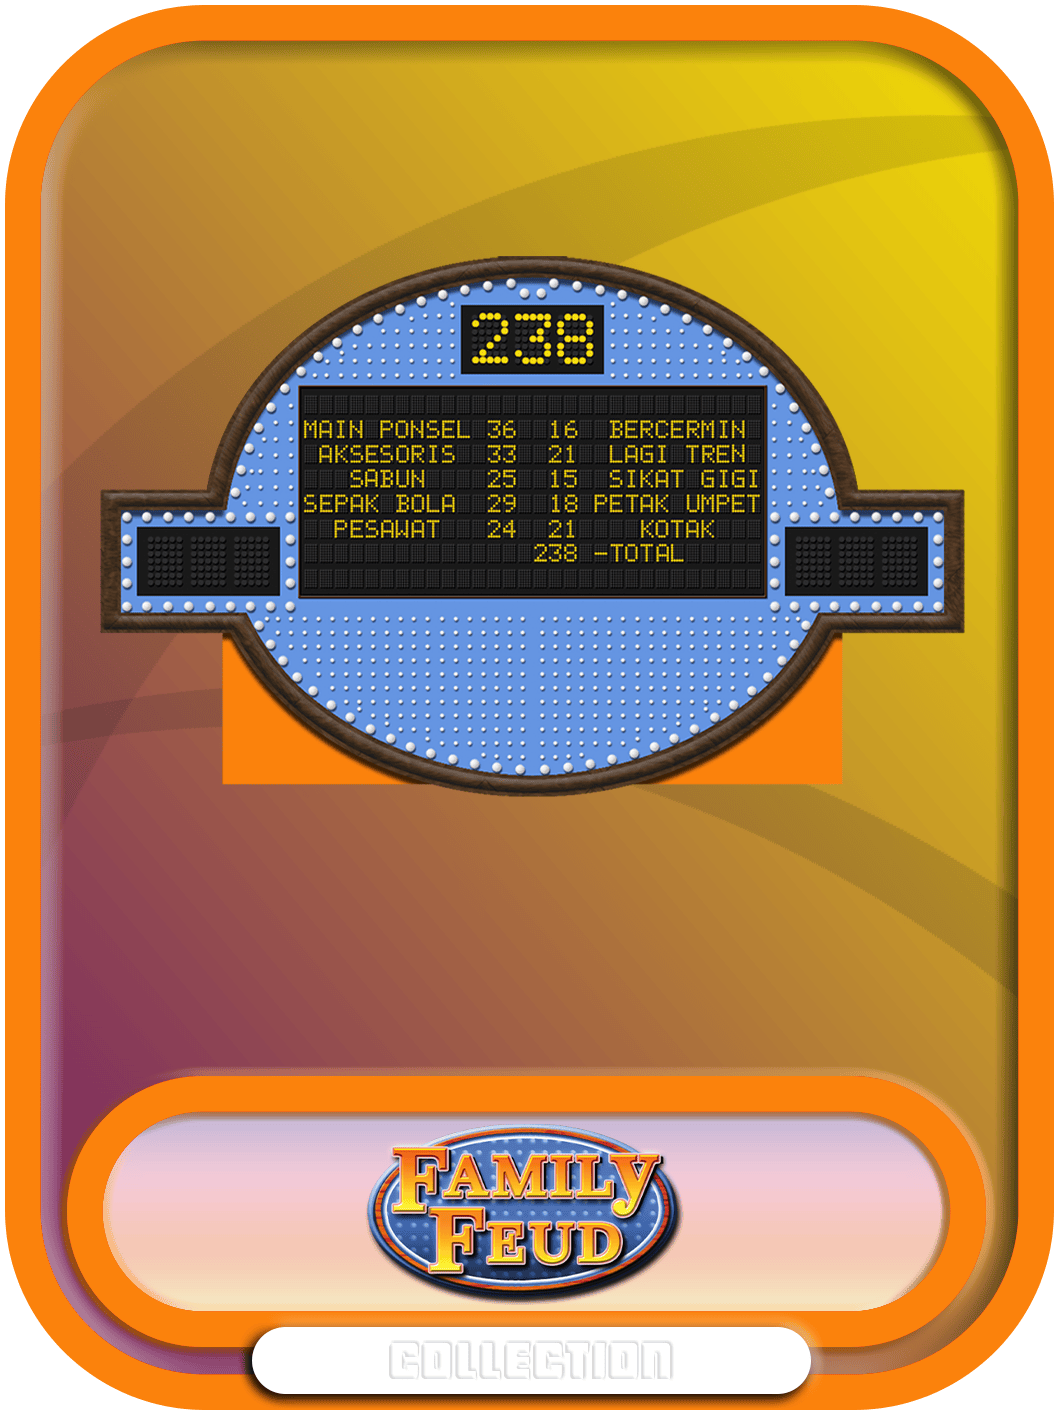 238
MAIN PONSEL 36 16 BERCERMIN
AKSESORIS 33 21 LAGI TREN
SABUN 25 15 SIKAT GIGI
SEPAK BOLA 29 18 PETAK UMPET
PESAWAT 24 21 KOTAK
238 -TOTAL
FAMILY
FEUD
COLLECTION